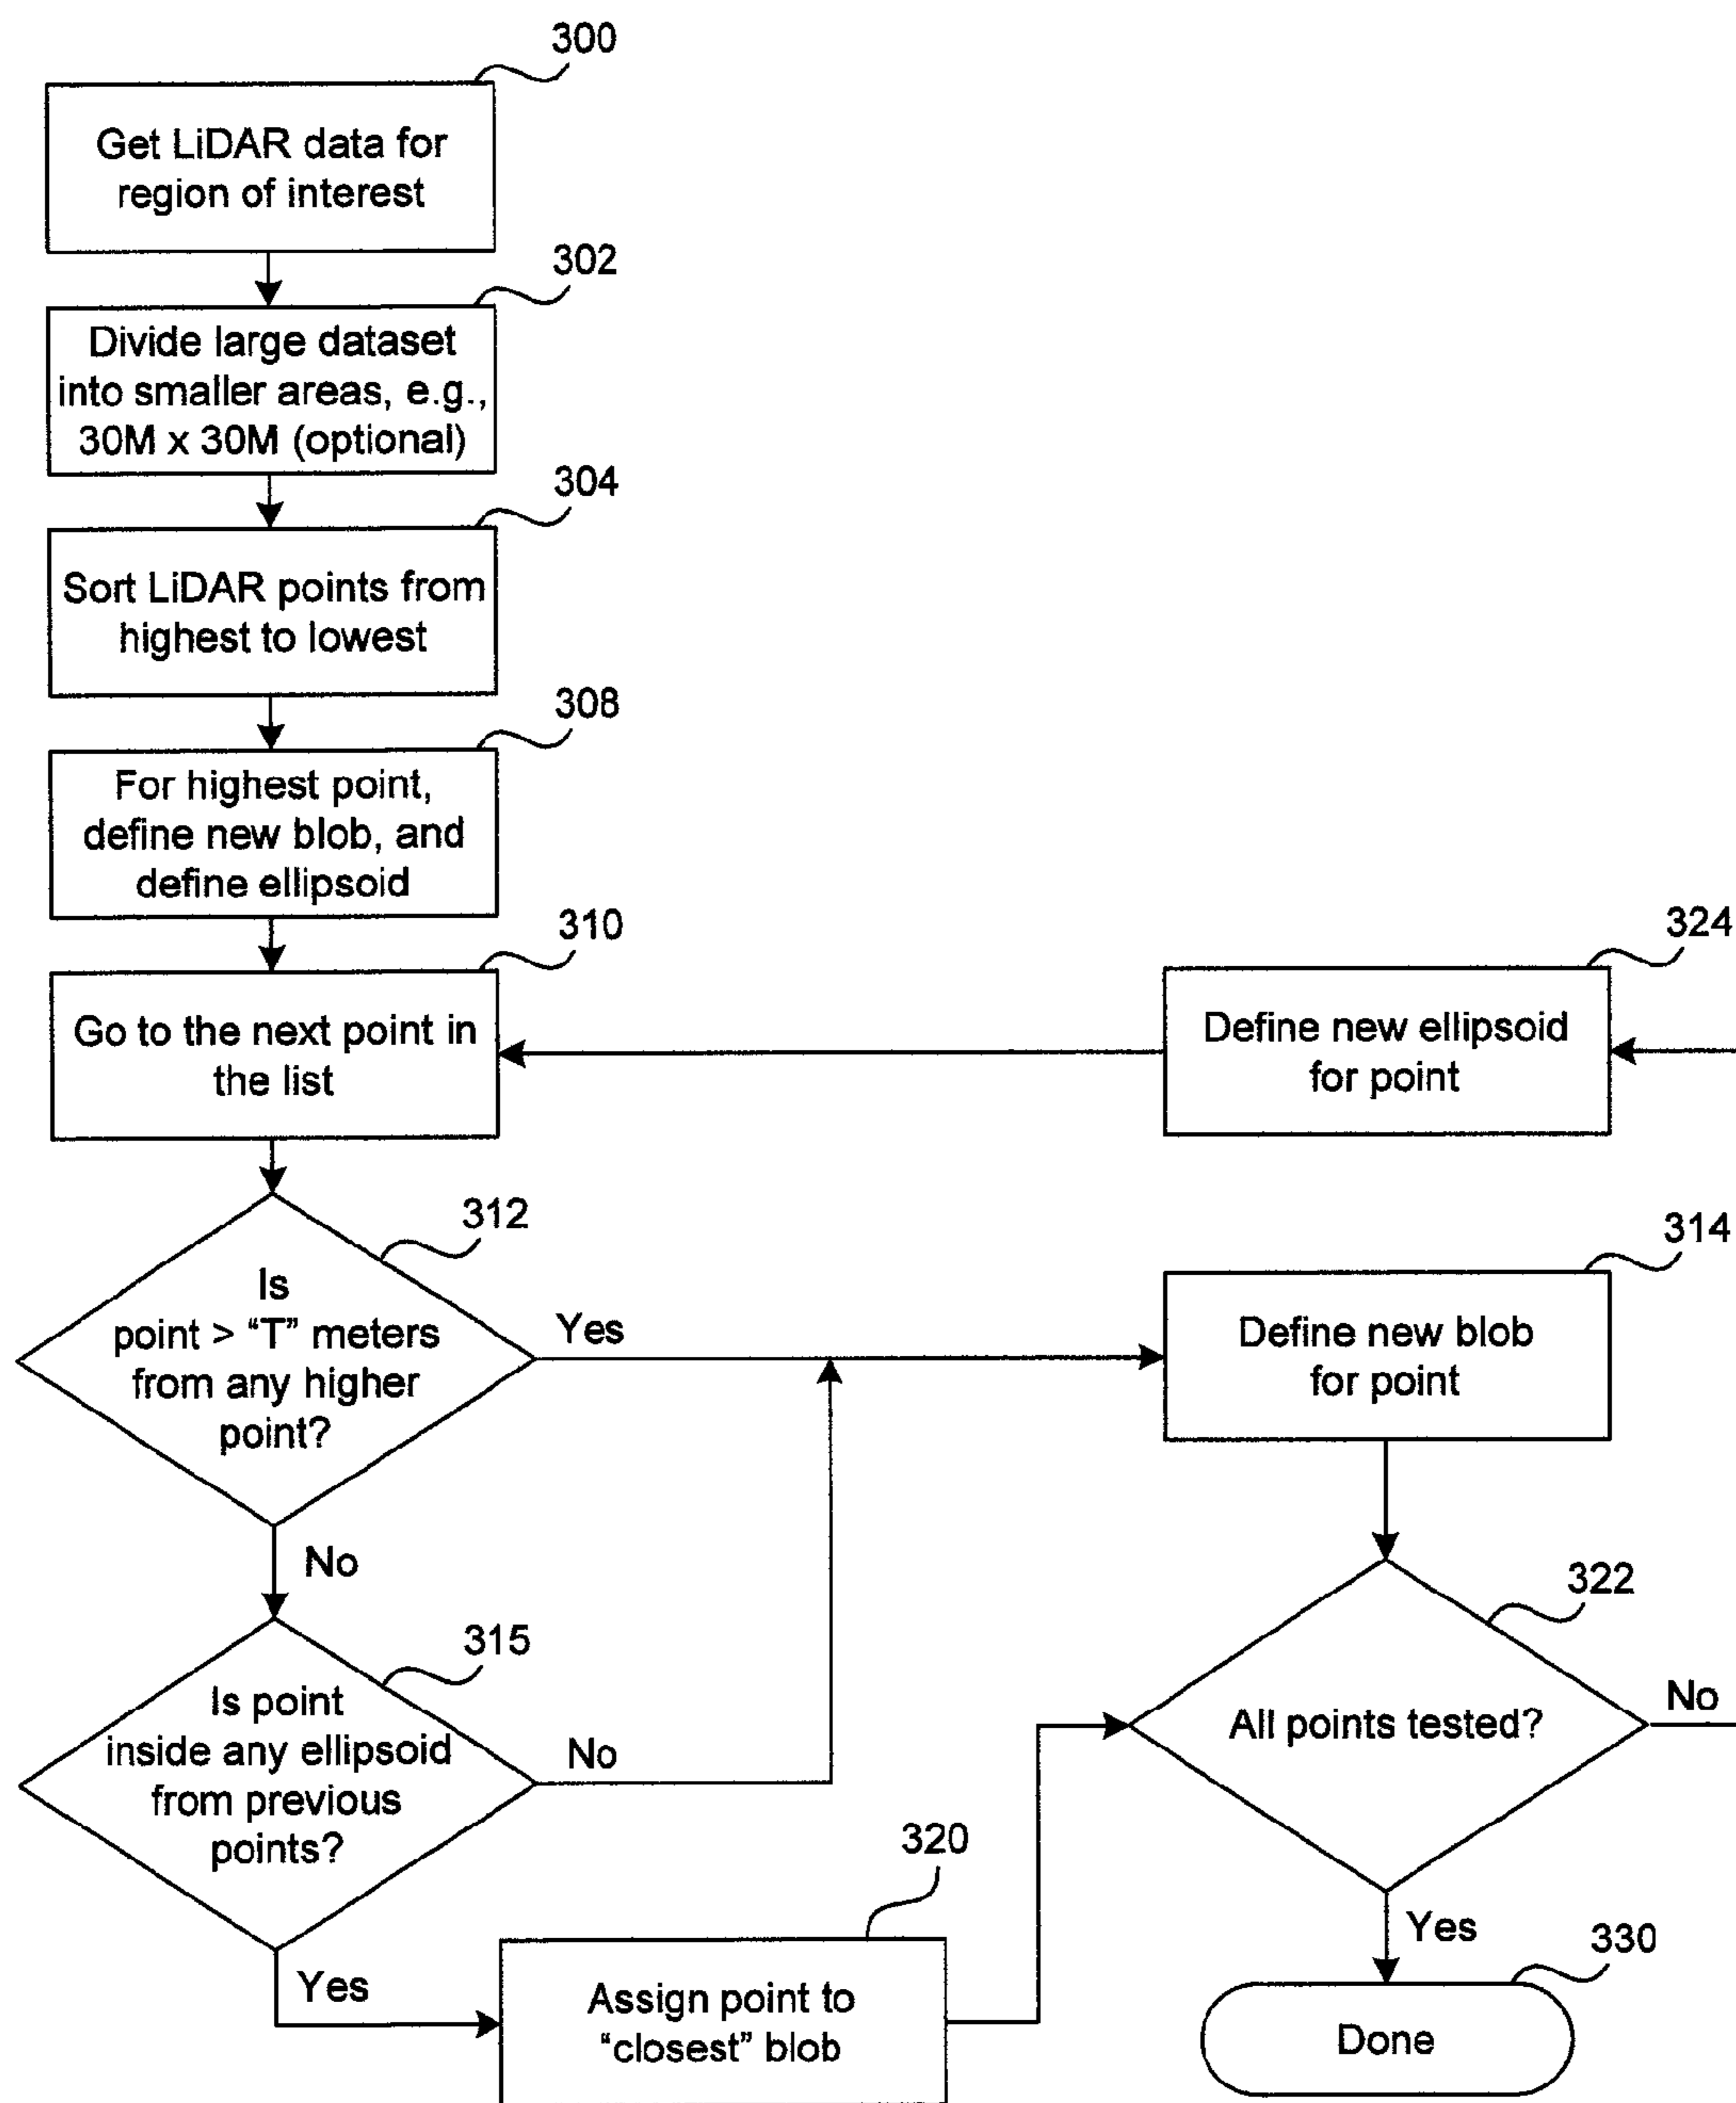 300
Get LiDAR data for
region of interest
302
Divide large dataset
into smaller areas, e.g.,
30M x 30M (optional)
304
Sort LiDAR points from
highest to lowest
308
For highest point,
define new blob, and
define ellipsoid
310
Go to the next point in
the list
324
Define new ellipsoid
for point
312
Is
point > “T” meters
from any higher
point?
Yes
No
314
Define new blob
for point
315
Is point
inside any ellipsoid
from previous
points?
No
Yes
320
Assign point to
“closest” blob
322
All points tested?
No
Yes
330
Done